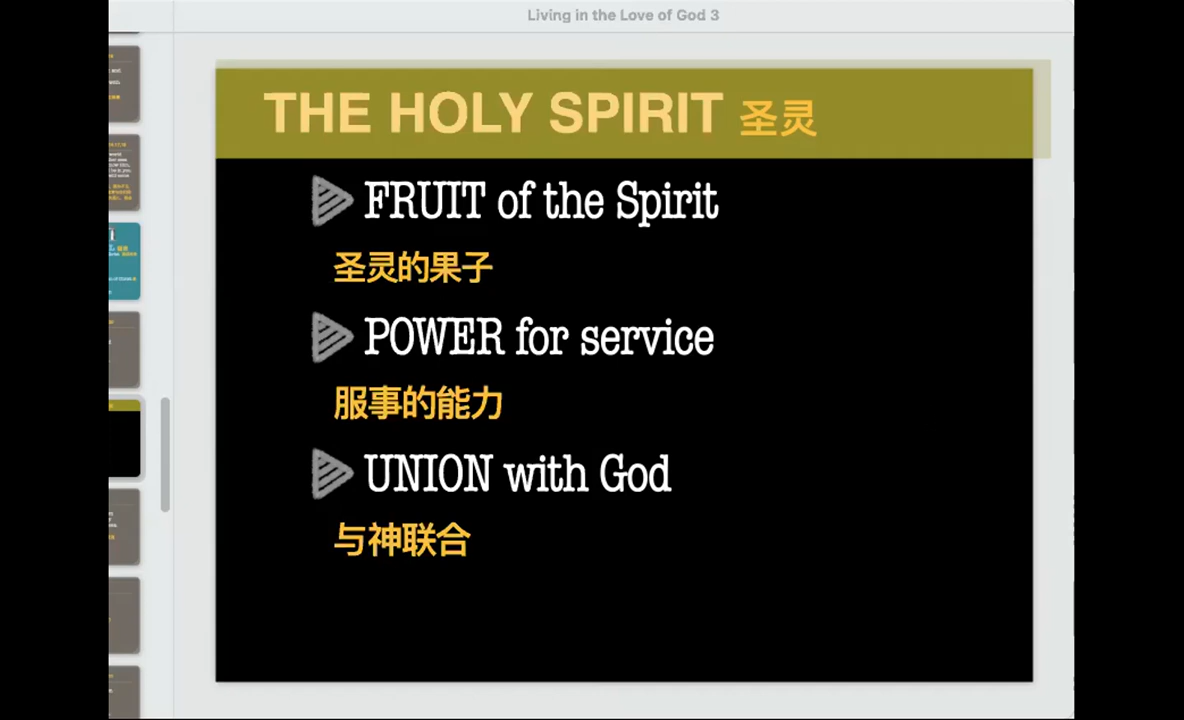 Living in the Love of God 3
THE HOLY SPIRIT 圣灵
FRUIT of the Spirit
圣灵的果子
POWER for service
服事的能力
UNION with God
与神联合